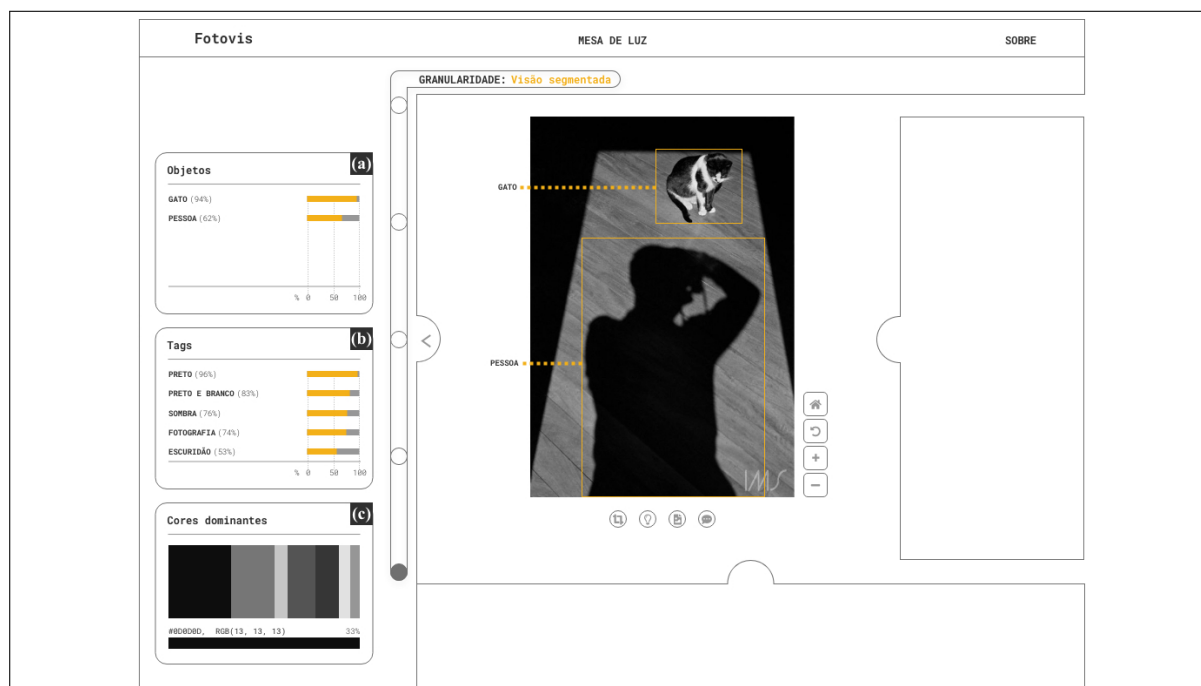 Fotovis
MESA DE LUZ
SOBRE
GRANULARIDADE: Visão segmentada
(a)
Objetos
GATO (94%)
PESSOA (62%)
% 0 50 100
(b)
Tags
PRETO (96%)
PRETO E BRANCO (83%)
SOMBRA (76%)
FOTOGRAFIA (74%)
ESCURIDÃO (53%)
% 0 50 100
(c)
Cores dominantes
#0D0D0D, RGB(13, 13, 13) 33%
GATO
PESSOA
IMS